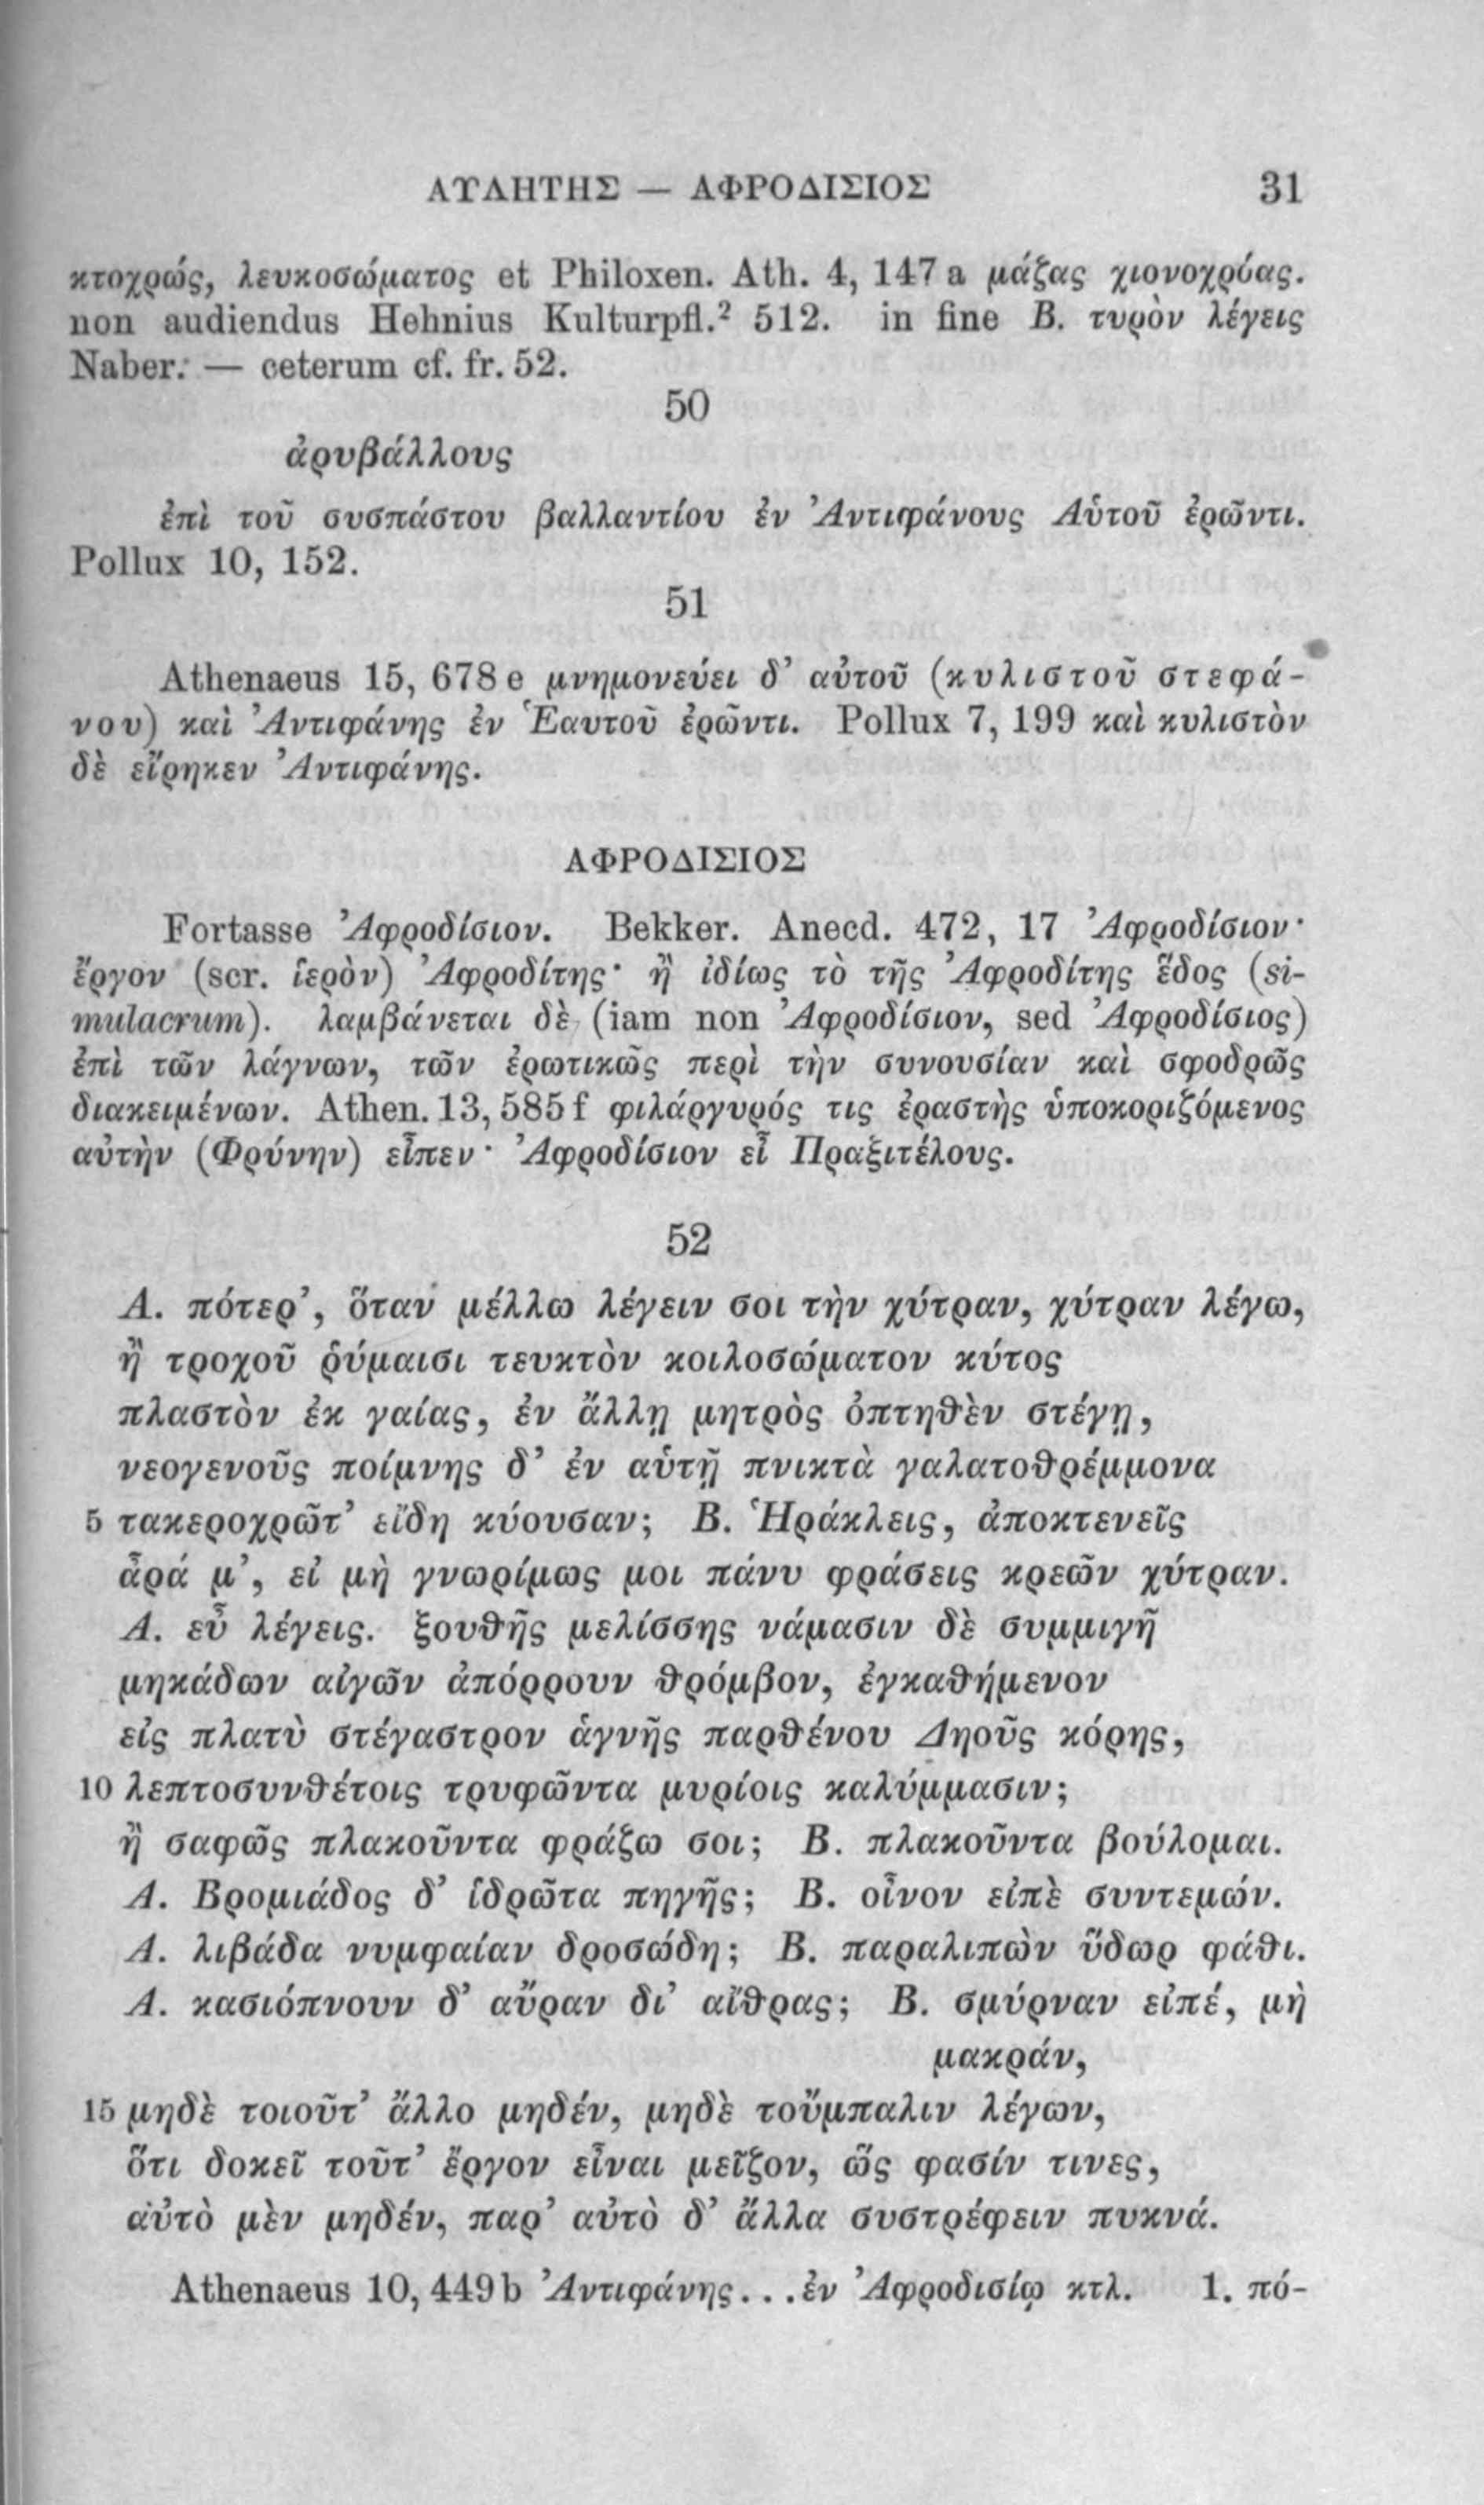 ΑΥΛΗΤΗΣ — ΑΦΡΟΔΙΣΙΟΣ 31
κτοχρώς, λευκοσώματος et Philoxen. Ath. 4, 147 a μάζας χιονοχρόας.
non audiendus Hehnius Kulturpfl.² 512. in fine B. τυρὸν λέγεις
Naber. — ceterum cf. fr. 52.
50
ἀρυβάλλους
ἐπὶ τοῦ συσπάστου βαλλαντίου ἐν Ἀντιφάνους Αὑτοῦ ἐρῶντι.
Pollux 10, 152.
51
Athenaeus 15, 678 e μνημονεύει δ’ αὐτοῦ (κυλιστοῦ στεφά-
νου) καὶ Ἀντιφάνης ἐν Ἑαυτοῦ ἐρῶντι. Pollux 7, 199 καὶ κυλιστὸν
δὲ εἴρηκεν Ἀντιφάνης.
ΑΦΡΟΔΙΣΙΟΣ
Fortasse Ἀφροδίσιον. Bekker. Anecd. 472, 17 Ἀφροδίσιον·
ἔργον (scr. ἱερὸν) Ἀφροδίτης· ἢ ἰδίως τὸ τῆς Ἀφροδίτης ἕδος (si-
mulacrum). λαμβάνεται δὲ (iam non Ἀφροδίσιον, sed Ἀφροδίσιος)
ἐπὶ τῶν λάγνων, τῶν ἐρωτικῶς περὶ τὴν συνουσίαν καὶ σφοδρῶς
διακειμένων. Athen. 13, 585 f φιλάργυρός τις ἐραστὴς ὑποκοριζόμενος
αὐτὴν (Φρύνην) εἶπεν· Ἀφροδίσιον εἶ Πραξιτέλους.
52
Α. πότερ’, ὅταν μέλλω λέγειν σοι τὴν χύτραν, χύτραν λέγω,
ἢ τροχοῦ ῥύμαισι τευκτὸν κοιλοσώματον κύτος
πλαστὸν ἐκ γαίας, ἐν ἄλλῃ μητρὸς ὀπτηθὲν στέγῃ,
νεογενοῦς ποίμνης δ’ ἐν αὑτῇ πνικτὰ γαλατοθρέμμονα
5 τακεροχρῶτ’ εἴδη κύουσαν; Β. Ἡράκλεις, ἀποκτενεῖς
ἆρά μ’, εἰ μὴ γνωρίμως μοι πάνυ φράσεις κρεῶν χύτραν.
Α. εὖ λέγεις. ξουθῆς μελίσσης νάμασιν δὲ συμμιγῆ
μηκάδων αἰγῶν ἀπόρρουν θρόμβον, ἐγκαθήμενον
εἰς πλατὺ στέγαστρον ἁγνῆς παρθένου Δηοῦς κόρης,
10 λεπτοσυνθέτοις τρυφῶντα μυρίοις καλύμμασιν;
ἢ σαφῶς πλακοῦντα φράζω σοι; Β. πλακοῦντα βούλομαι.
Α. Βρομιάδος δ’ ἱδρῶτα πηγῆς; Β. οἶνον εἰπὲ συντεμών.
Α. λιβάδα νυμφαίαν δροσώδη; Β. παραλιπὼν ὕδωρ φάθι.
Α. κασιόπνουν δ’ αὔραν δι’ αἴθρας; Β. σμύρναν εἰπέ, μὴ
μακράν,
15 μηδὲ τοιοῦτ’ ἄλλο μηδέν, μηδὲ τοὔμπαλιν λέγων,
ὅτι δοκεῖ τοῦτ’ ἔργον εἶναι μεῖζον, ὥς φασίν τινες,
αὐτὸ μὲν μηδέν, παρ’ αὐτὸ δ’ ἄλλα συστρέφειν πυκνά.
Athenaeus 10, 449 b Ἀντιφάνης...ἐν Ἀφροδισίῳ κτλ. 1. πό-